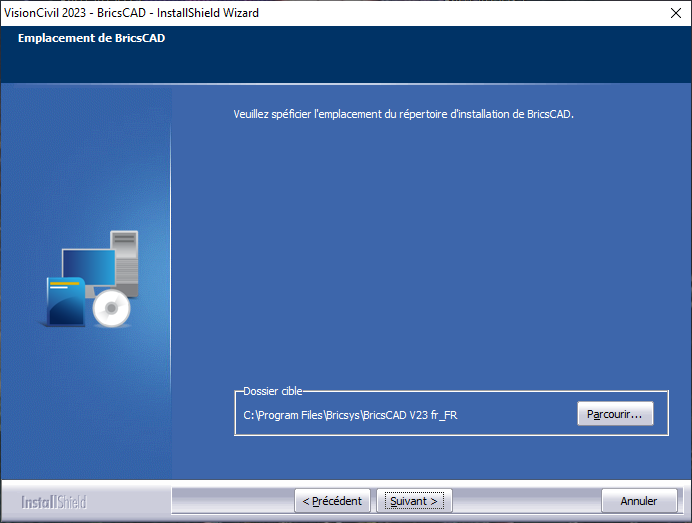 VisionCivil 2023 - BricsCAD - InstallShield Wizard
Emplacement de BricsCAD
Veuillez spéficier l'emplacement du répertoire d'installation de BricsCAD.
Dossier cible
C:\Program Files\Bricsys\BricsCAD V23 fr_FR
Parcourir...
InstallShield
< Précédent
Suivant >
Annuler